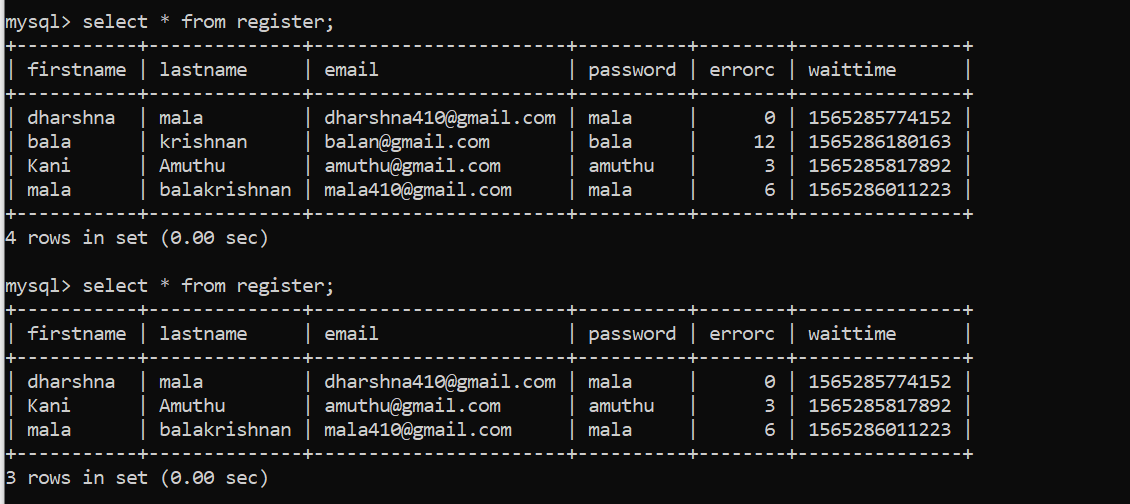 mysql> select * from register;
+-----------+--------------+-----------------------+----------+--------+---------------+
| firstname | lastname     | email                 | password | errorc | waittime      |
+-----------+--------------+-----------------------+----------+--------+---------------+
| dharshna  | mala         | dharshna410@gmail.com | mala     |      0 | 1565285774152 |
| bala      | krishnan     | balan@gmail.com       | bala     |     12 | 1565286180163 |
| Kani      | Amuthu       | amuthu@gmail.com      | amuthu   |      3 | 1565285817892 |
| mala      | balakrishnan | mala410@gmail.com     | mala     |      6 | 1565286011223 |
+-----------+--------------+-----------------------+----------+--------+---------------+
4 rows in set (0.00 sec)
mysql> select * from register;
+-----------+--------------+-----------------------+----------+--------+---------------+
| firstname | lastname     | email                 | password | errorc | waittime      |
+-----------+--------------+-----------------------+----------+--------+---------------+
| dharshna  | mala         | dharshna410@gmail.com | mala     |      0 | 1565285774152 |
| Kani      | Amuthu       | amuthu@gmail.com      | amuthu   |      3 | 1565285817892 |
| mala      | balakrishnan | mala410@gmail.com     | mala     |      6 | 1565286011223 |
+-----------+--------------+-----------------------+----------+--------+---------------+
3 rows in set (0.00 sec)